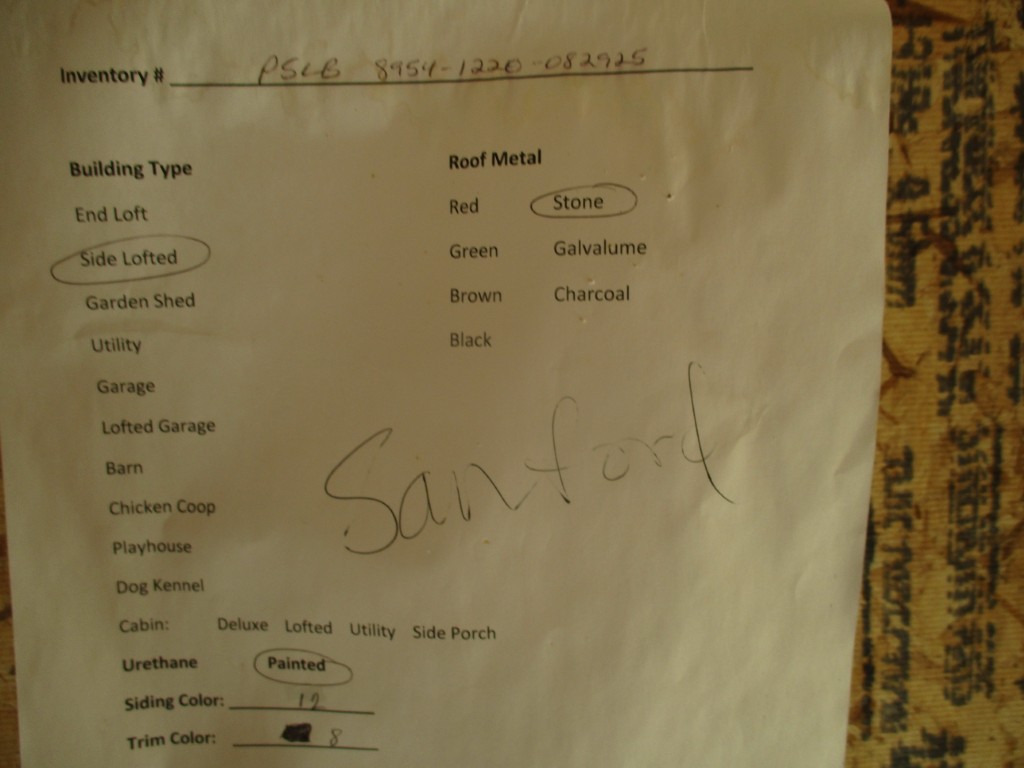 Inventory # PSLB 8954-1220-082925
Building Type
End Loft
Side Lofted
Garden Shed
Utility
Garage
Lofted Garage
Barn
Chicken Coop
Playhouse
Dog Kennel
Cabin: Deluxe Lofted Utility Side Porch
Urethane Painted
Siding Color: 12
Trim Color: 8
Roof Metal
Red Stone
Green Galvalume
Brown Charcoal
Black
Sanford